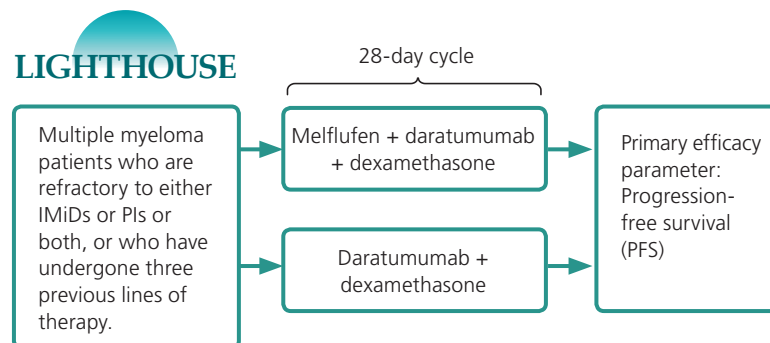 LIGHTHOUSE
28-day cycle
Multiple myeloma
patients who are
refractory to either
IMiDs or PIs or
both, or who have
undergone three
previous lines of
therapy.
Melflufen + daratumumab
+ dexamethasone
Daratumumab +
dexamethasone
Primary efficacy
parameter:
Progression-
free survival
(PFS)